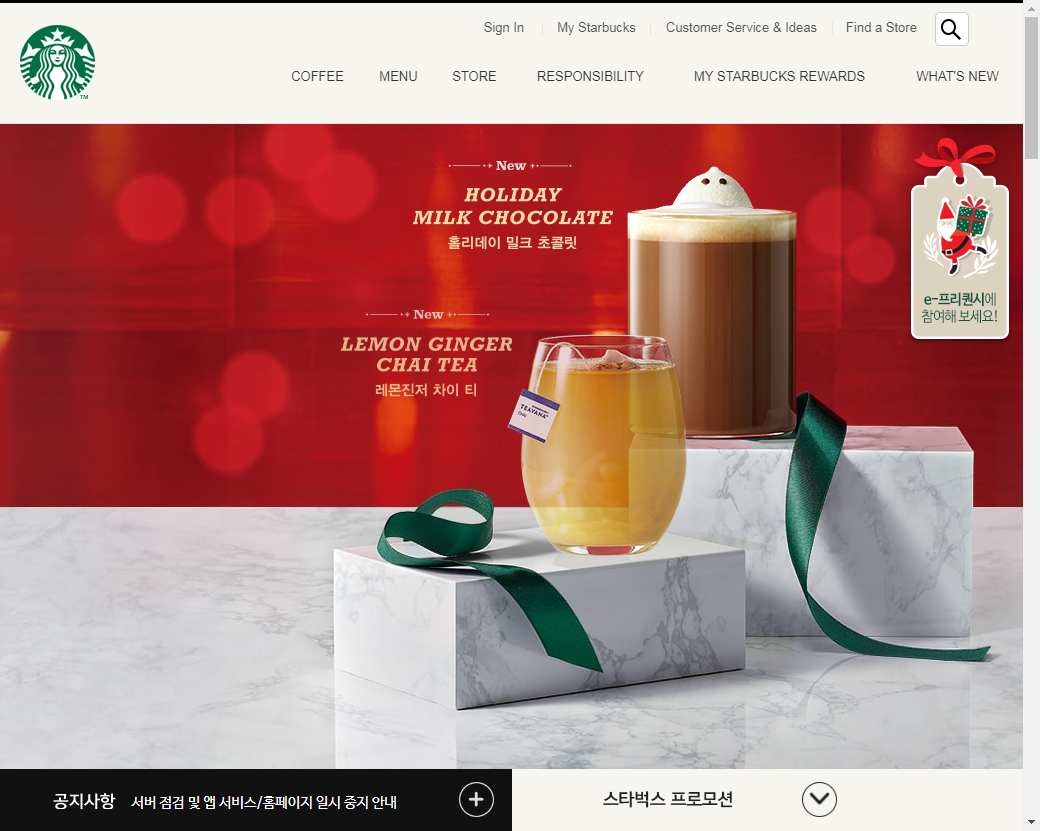 Sign In
My Starbucks
Customer Service & Ideas
Find a Store
TM
COFFEE
MENU
STORE
RESPONSIBILITY
MY STARBUCKS REWARDS
WHAT'S NEW
New
HOLIDAY
MILK CHOCOLATE
홀리데이 밀크 초콜릿
New
LEMON GINGER
CHAI TEA
레몬진저 차이 티
TEAVANA
e-프리퀀시에
참여해 보세요!
공지사항
서버 점검 및 앱 서비스/홈페이지 일시 중지 안내
스타벅스 프로모션